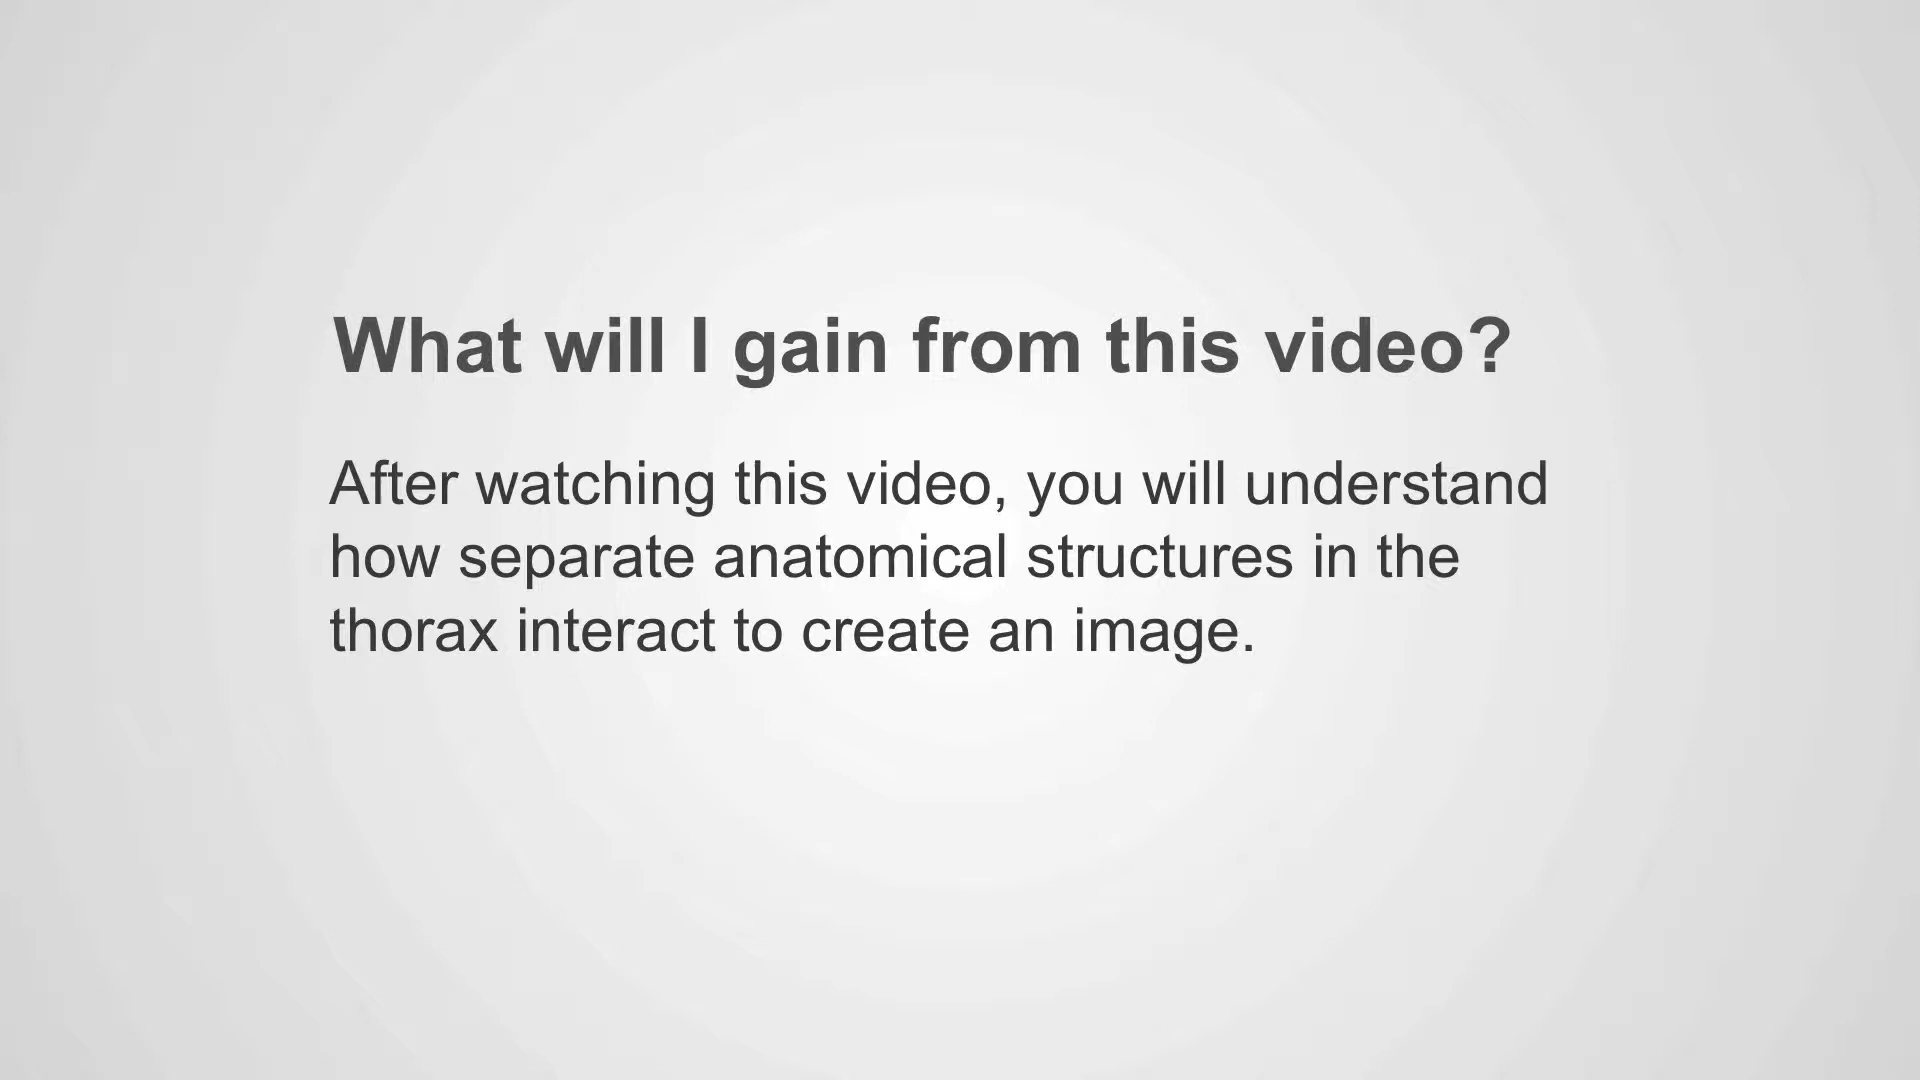 What will I gain from this video?
After watching this video, you will understand
how separate anatomical structures in the
thorax interact to create an image.